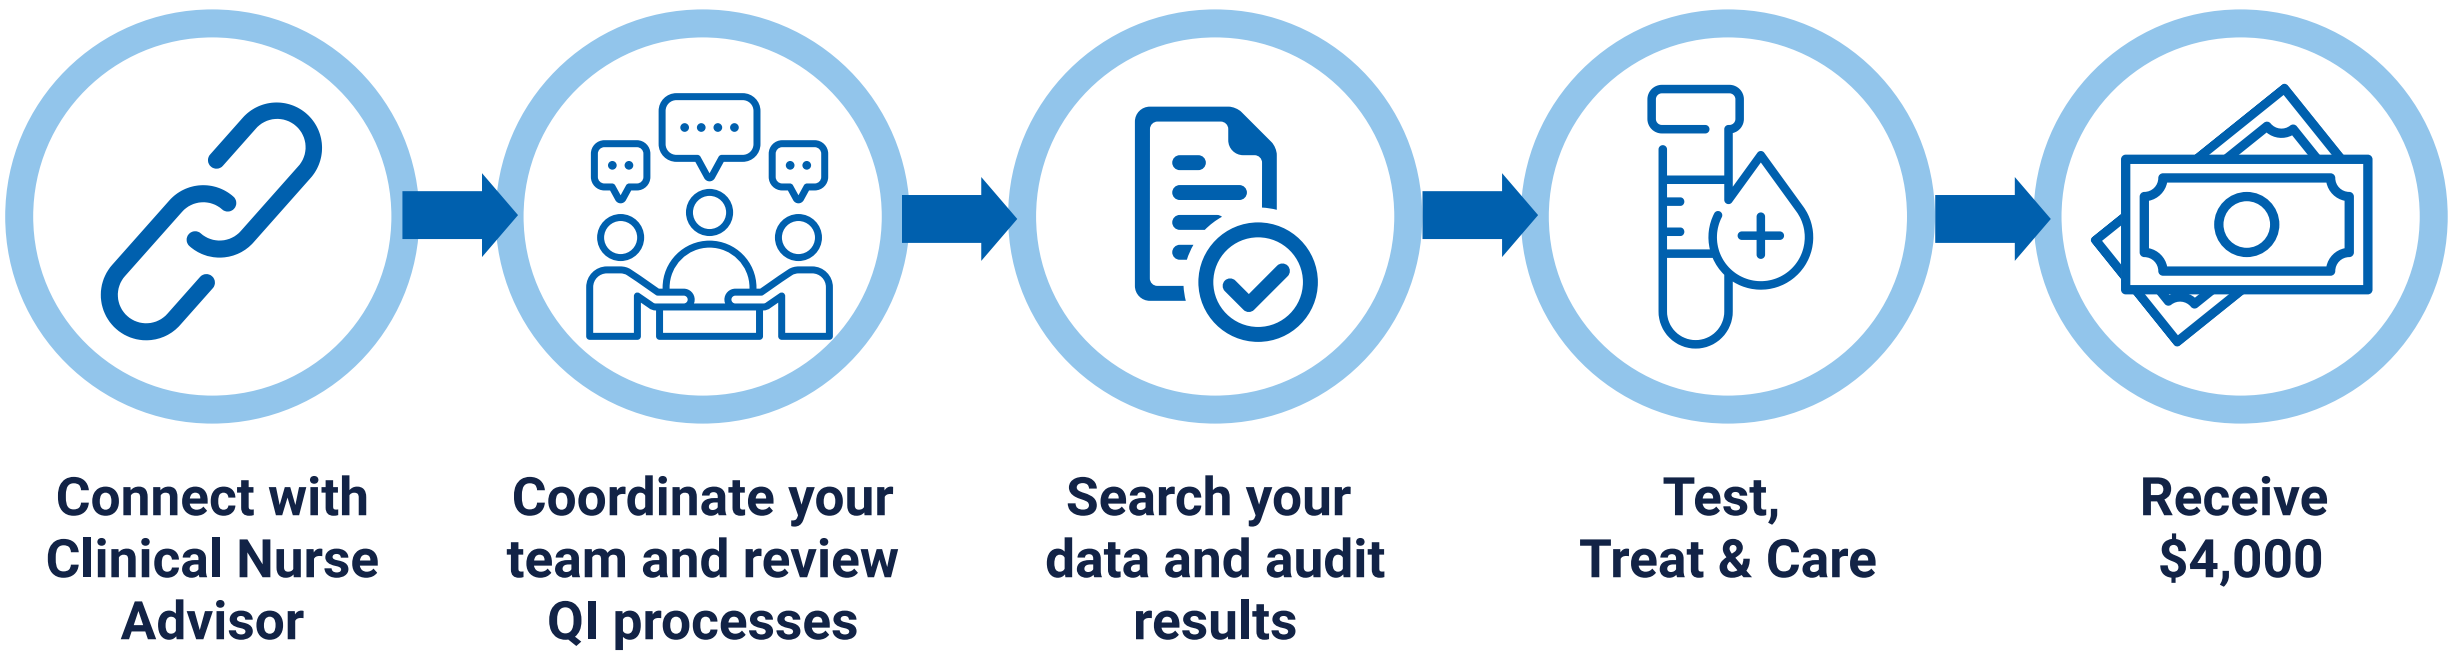 Connect with
Clinical Nurse
Advisor
Coordinate your
team and review
QI processes
Search your
data and audit
results
Test,
Treat & Care
Receive
$4,000